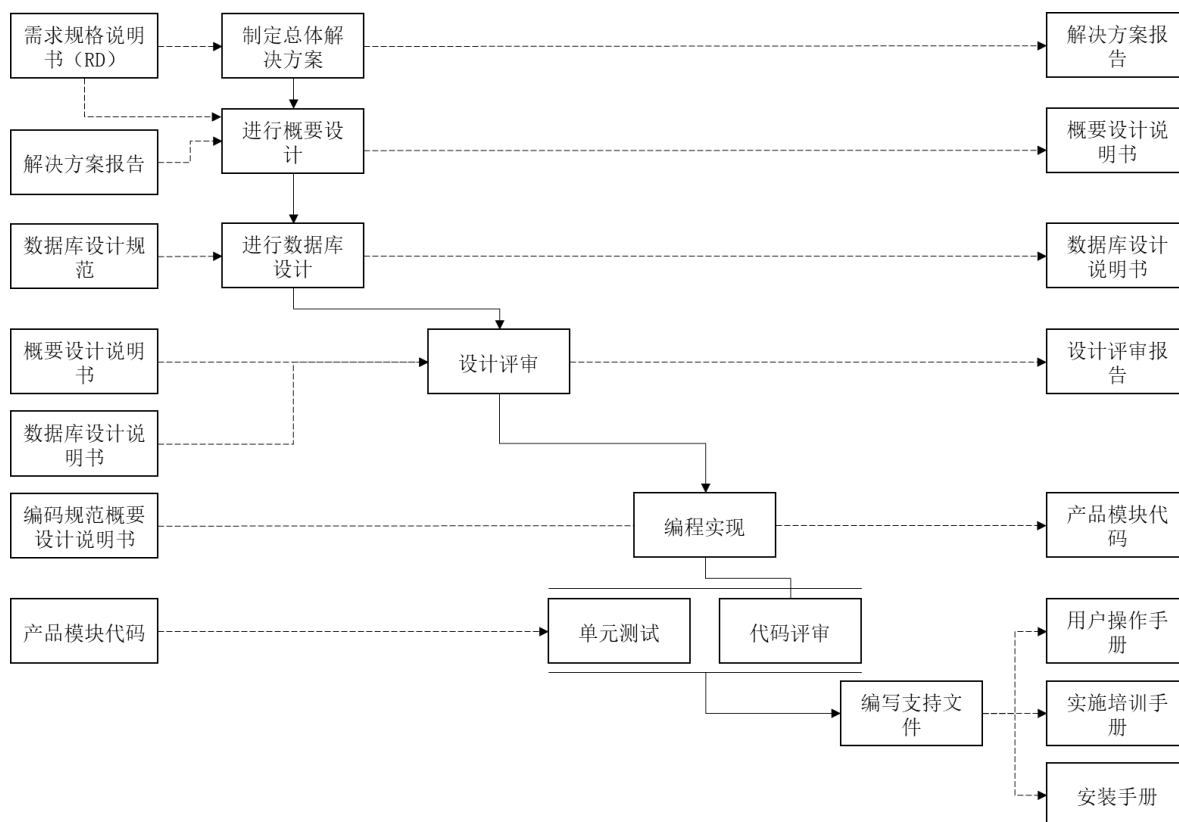 需求规格说明
书（RD）
制定总体解
决方案
解决方案报
告
解决方案报告
进行概要设
计
概要设计说
明书
数据库设计规
范
进行数据库
设计
数据库设计
说明书
概要设计说明
书
设计评审
设计评审报
告
数据库设计说
明书
编码规范概要
设计说明书
编程实现
产品模块代
码
产品模块代码
单元测试
代码评审
用户操作手
册
编写支持文
件
实施培训手
册
安装手册